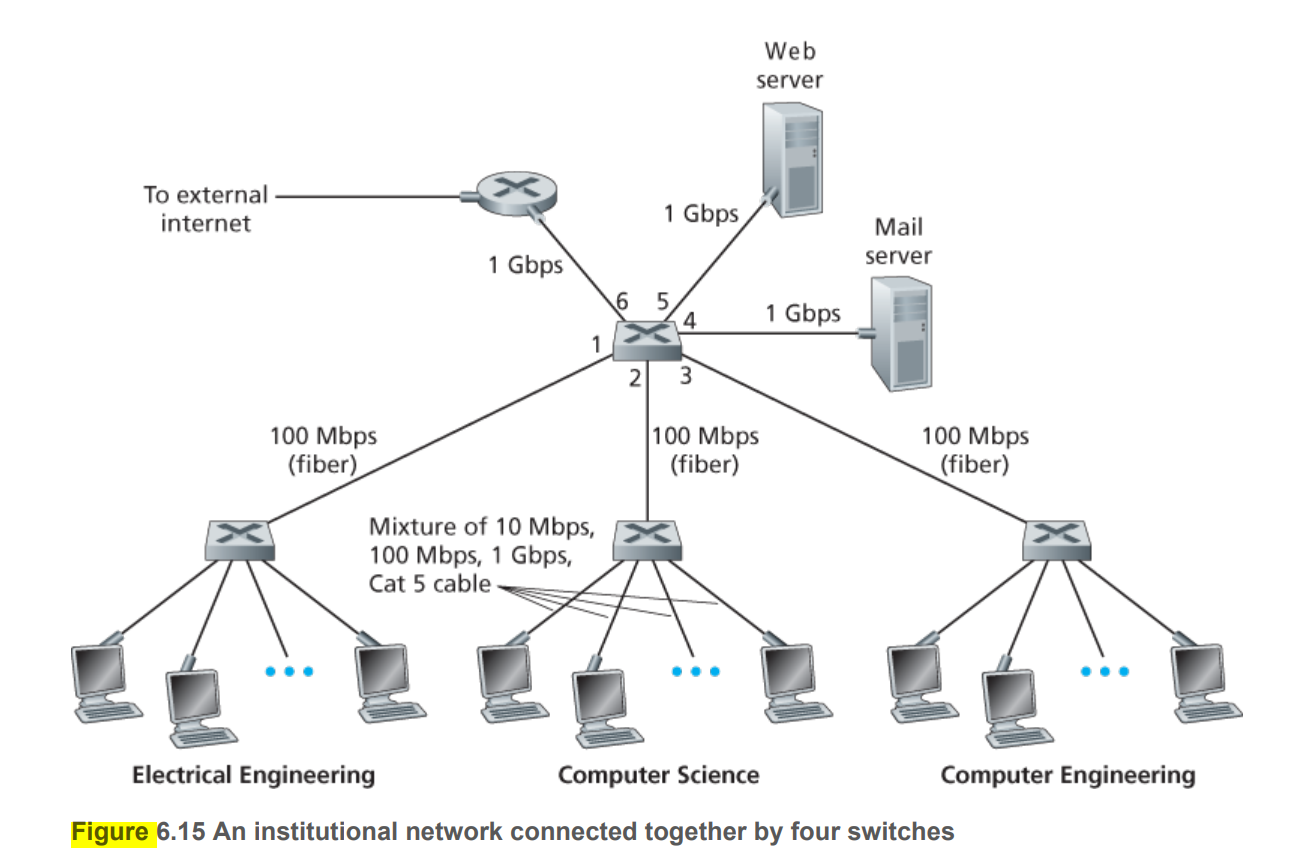 Web
server
To external
internet
1 Gbps
Mail
server
1 Gbps
6 5
4
1 Gbps
1
2 3
100 Mbps
(fiber)
100 Mbps
(fiber)
100 Mbps
(fiber)
Mixture of 10 Mbps,
100 Mbps, 1 Gbps,
Cat 5 cable
Electrical Engineering
Computer Science
Computer Engineering
Figure 6.15 An institutional network connected together by four switches